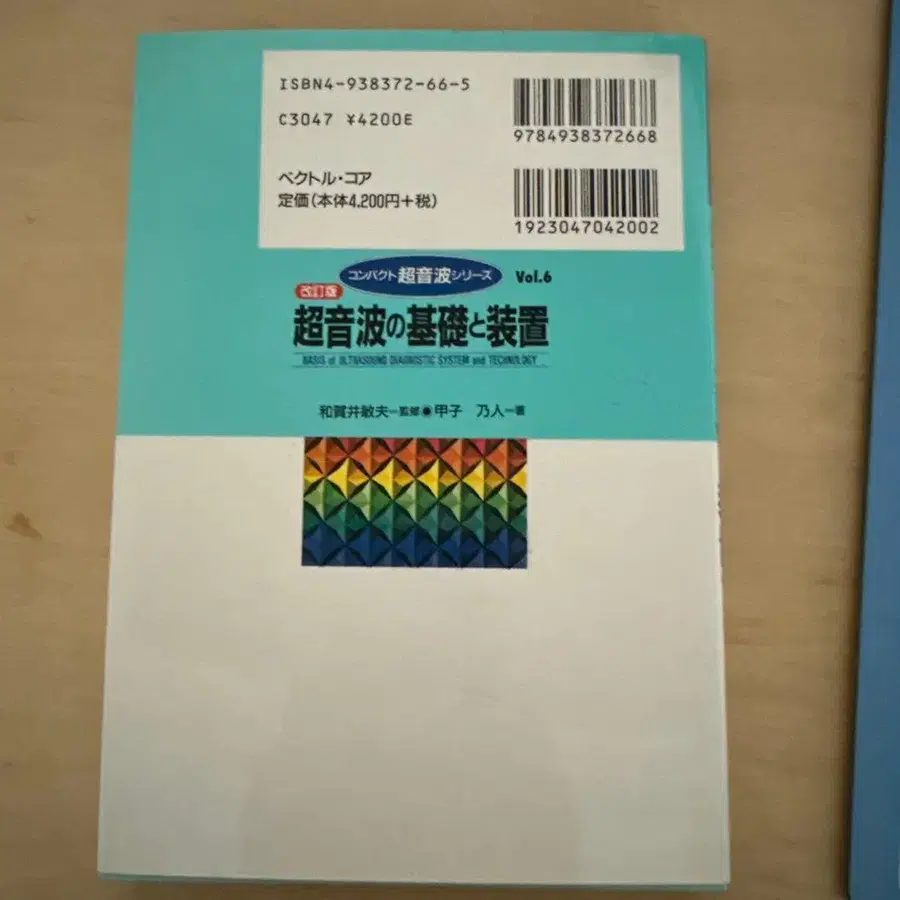 ISBN4-938372-66-5
C3047 ¥4200E
9784938372668
ベクトル・コア
定価(本体4,200円+税)
1923047042002
コンパクト超音波シリーズ Vol.6
改訂版
超音波の基礎と装置
BASIS of ULTRASOUND DIAGNOSTIC SYSTEM and TECHNOLOGY
和賀井敏夫—監修●甲子 乃人—著